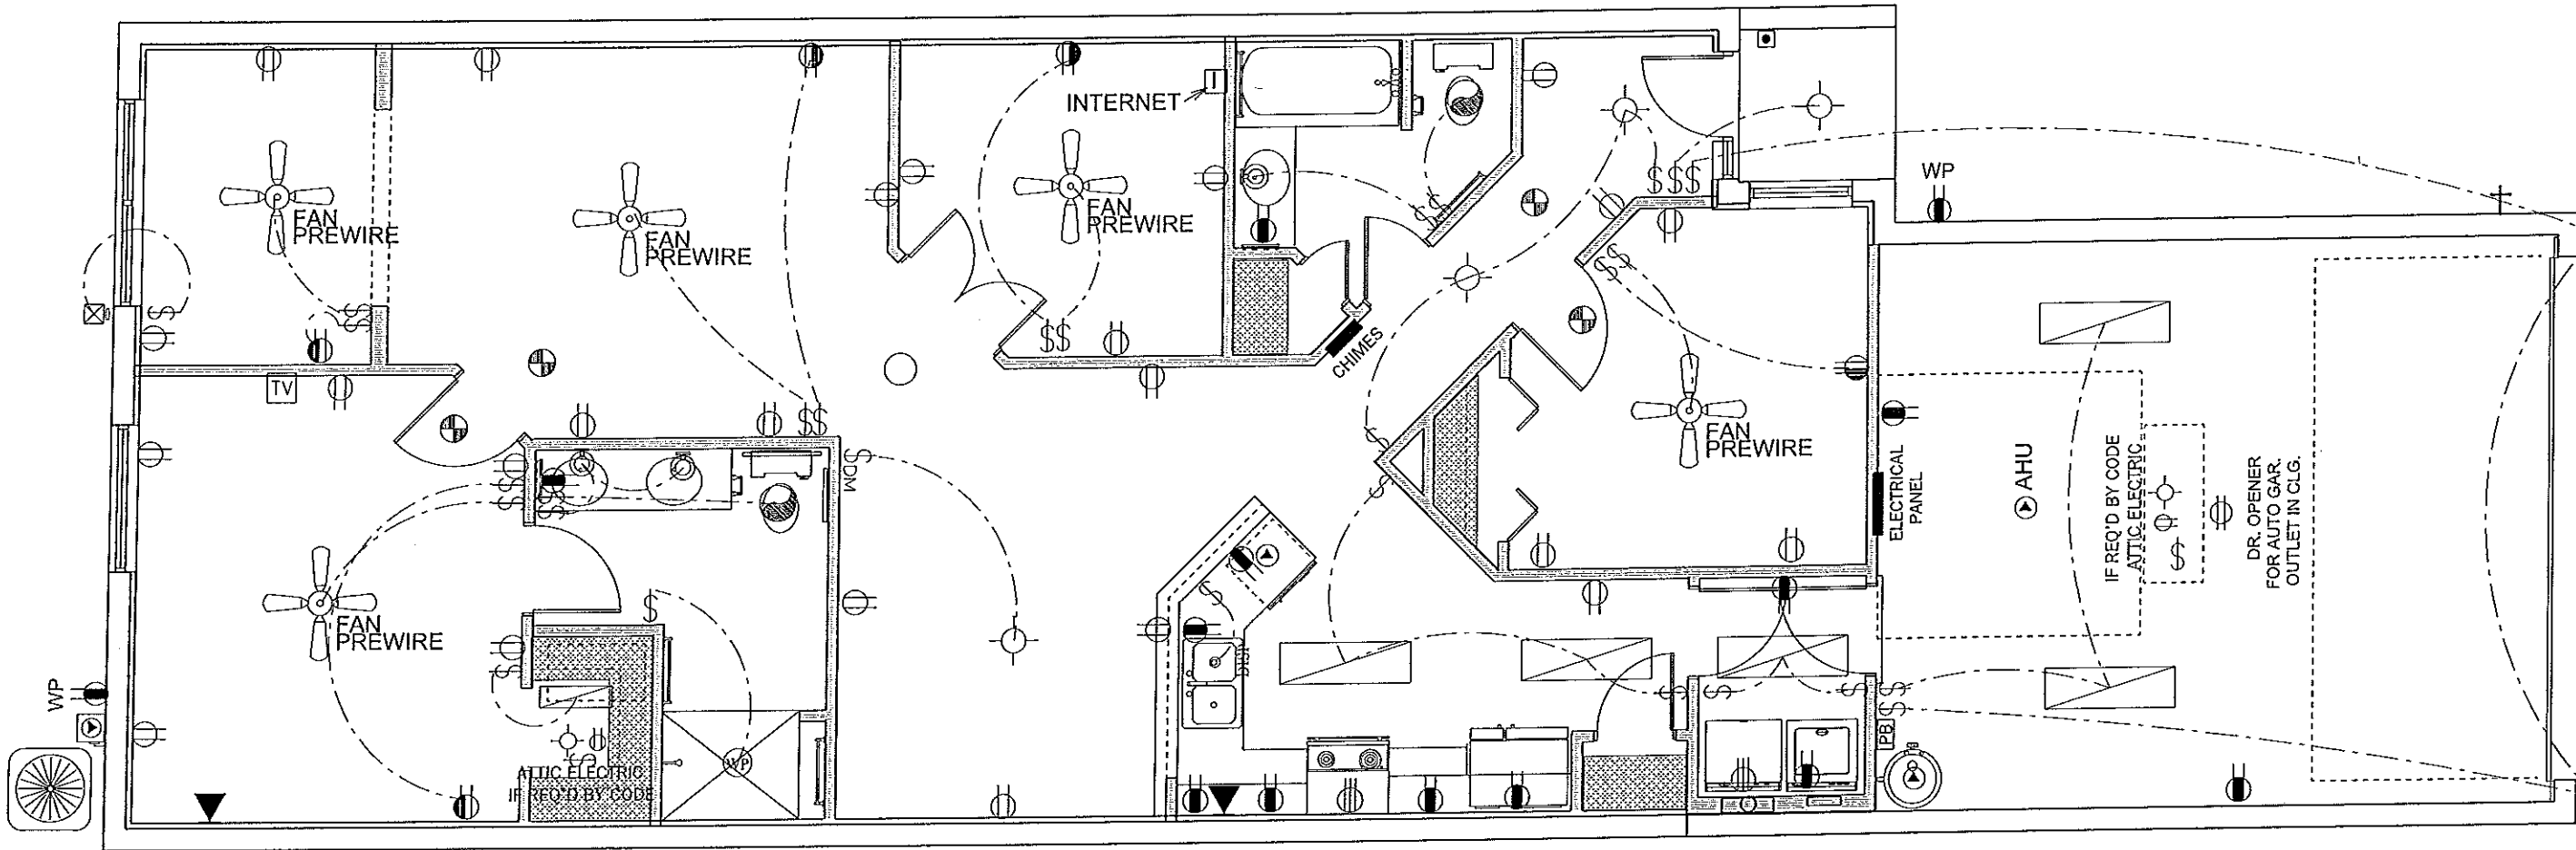 INTERNET
WP
FAN
PREWIRE
FAN
PREWIRE
FAN
PREWIRE
$
$$$
$$
$$
$
$$
$$
CHIMES
TV
$$
$
DM
$
$
FAN
PREWIRE
ELECTRICAL
PANEL
AHU
IF REQ'D BY CODE
ATTIC ELECTRIC
$
DR. OPENER
FOR AUTO GAR.
OUTLET IN CLG.
$$
$$
$
$
FAN
PREWIRE
$
WP
$
$
$
$
$$
$$
PB
WP
$
ATTIC ELECTRIC
IF REQ'D BY CODE